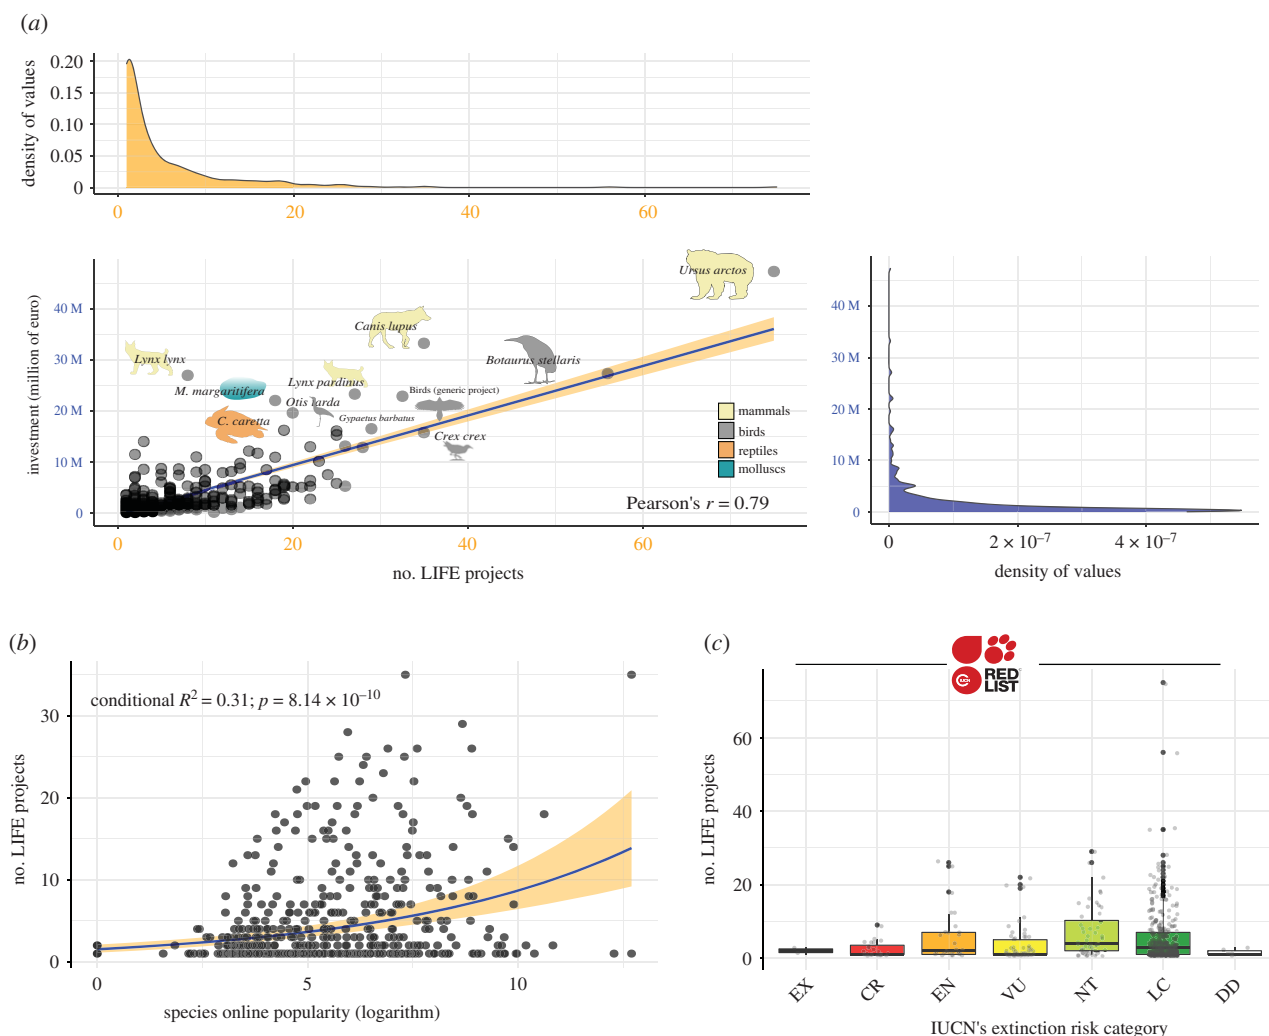 (a)
density of values
0.20
0.15
0.10
0.05
0
0 20 40 60
investment (million of euro)
40 M
30 M
20 M
10 M
0
Ursus arctos
Canis lupus
Lynx lynx
Botaurus stellaris
M. margaritifera
Lynx pardinus
Birds (generic project)
Otis tarda
C. caretta
Gypaetus barbatus
Crex crex
mammals
birds
reptiles
molluscs
Pearson's r = 0.79
0 20 40 60
no. LIFE projects
40 M
30 M
20 M
10 M
0
0 2 × 10⁻⁷ 4 × 10⁻⁷
density of values
(b)
conditional R² = 0.31; p = 8.14 × 10⁻¹⁰
no. LIFE projects
30
20
10
0
0 5 10
species online popularity (logarithm)
(c)
IUCN
RED
LIST
no. LIFE projects
60
40
20
0
EX CR EN VU NT LC DD
IUCN's extinction risk category